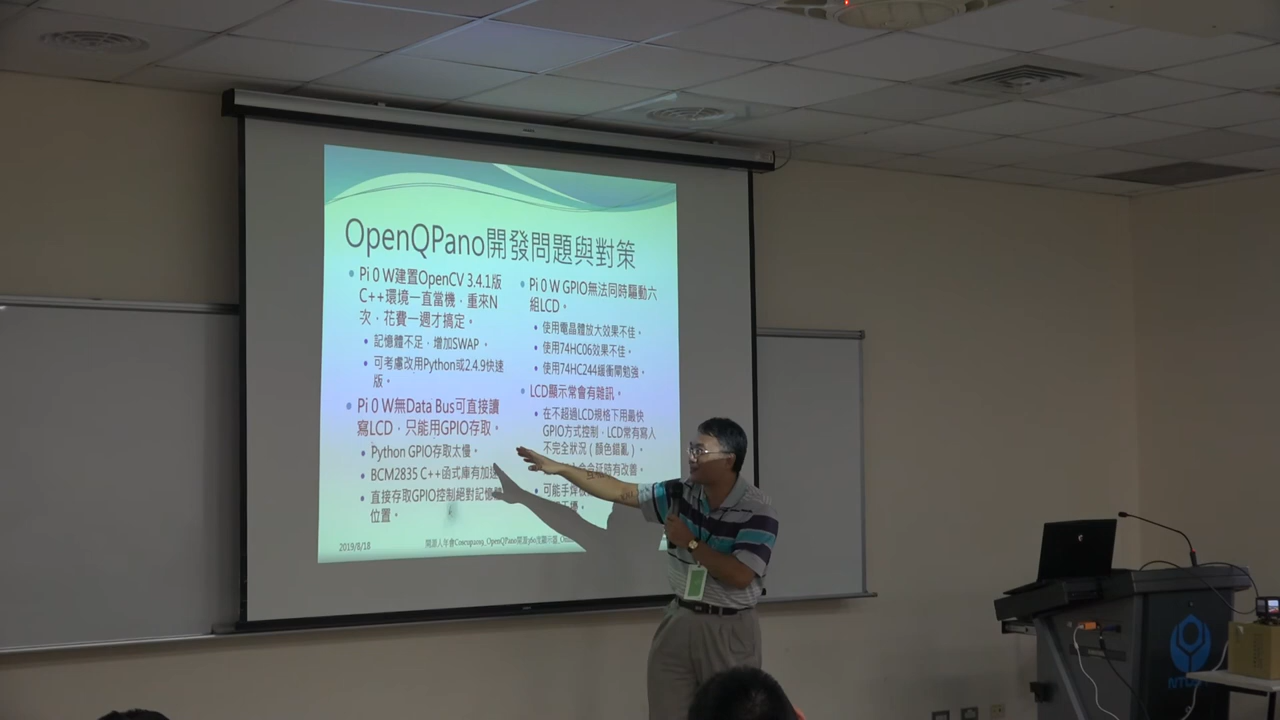 OpenQPano開發問題與對策
Pi 0 W建置OpenCV 3.4.1版
C++環境一直當機，重來N
次，花費一週才搞定。
記憶體不足，增加SWAP。
可考慮改用Python或2.4.9快速
版。
Pi 0 W無Data Bus可直接讀
寫LCD，只能用GPIO存取。
Python GPIO存取太慢。
BCM2835 C++函式庫有加速
直接存取GPIO控制絕對記憶體
位置。
Pi 0 W GPIO無法同時驅動六
組LCD。
使用電晶體放大效果不佳。
使用74HC06效果不佳。
使用74HC244緩衝閘勉強。
LCD顯示常會有雜訊。
在不超過LCD規格下用最快
GPIO方式控制，LCD常有寫入
不完全狀況（顏色錯亂）。
延時有改善。
可能手焊
2019/8/18